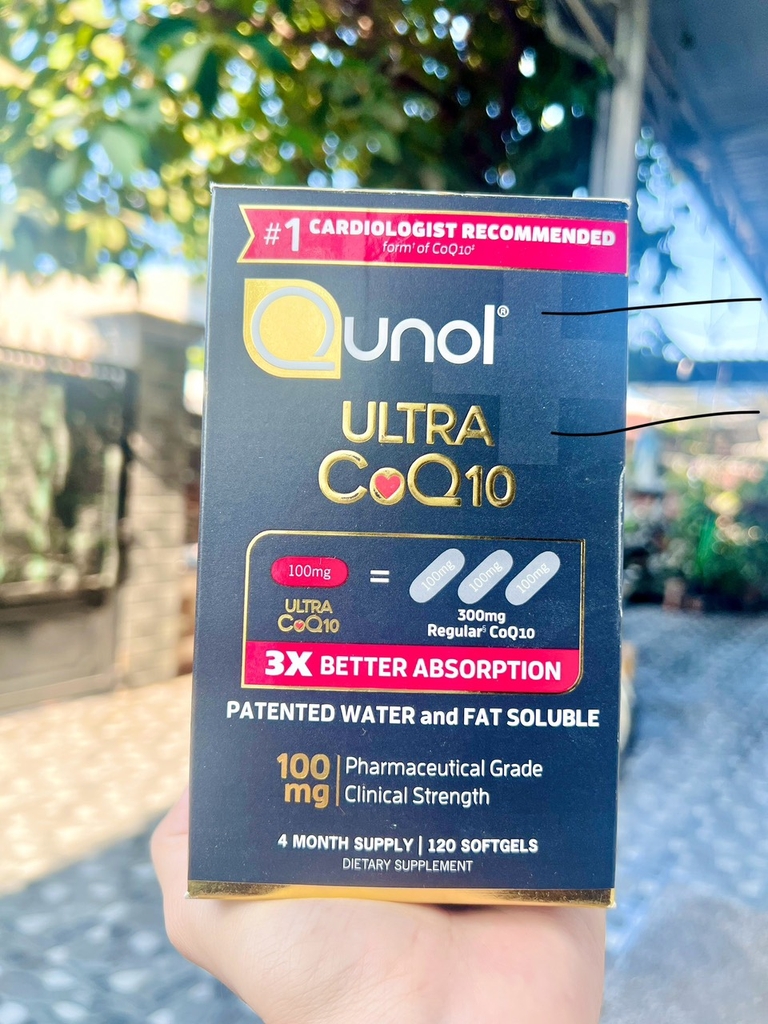 #1 CARDIOLOGIST RECOMMENDED
form† of CoQ10‡
Qunol®
ULTRA
CoQ10
100mg = 100mg 100mg 100mg
ULTRA
CoQ10
300mg
Regular§ CoQ10
3X BETTER ABSORPTION
PATENTED WATER and FAT SOLUBLE
100
mg
Pharmaceutical Grade
Clinical Strength
4 MONTH SUPPLY | 120 SOFTGELS
DIETARY SUPPLEMENT